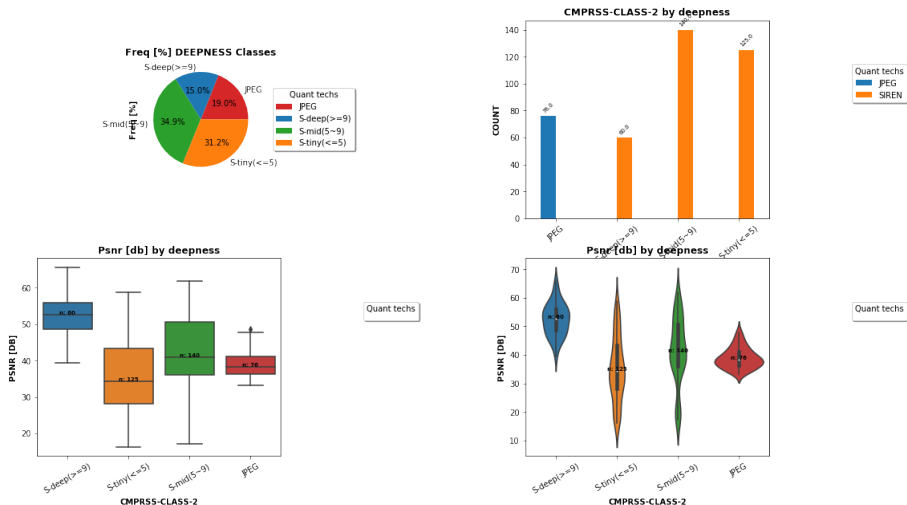 Freq [%] DEEPNESS Classes
S-deep(>=9)
JPEG
S-mid(5~9)
S-tiny(<=5)
15.0%
19.0%
34.9%
31.2%
Freq [%]
Quant techs
JPEG
S-deep(>=9)
S-mid(5~9)
S-tiny(<=5)
CMPRSS-CLASS-2 by deepness
COUNT
140
120
100
80
60
40
20
0
76.0
60.0
140.0
125.0
JPEG
S-deep(>=9)
S-mid(5~9)
S-tiny(<=5)
Quant techs
JPEG
SIREN
Psnr [db] by deepness
PSNR [DB]
60
50
40
30
20
n: 60
n: 125
n: 140
n: 76
S-deep(>=9)
S-tiny(<=5)
S-mid(5~9)
JPEG
CMPRSS-CLASS-2
Quant techs
Psnr [db] by deepness
PSNR [DB]
70
60
50
40
30
20
10
n: 60
n: 125
n: 140
n: 76
S-deep(>=9)
S-tiny(<=5)
S-mid(5~9)
JPEG
CMPRSS-CLASS-2
Quant techs